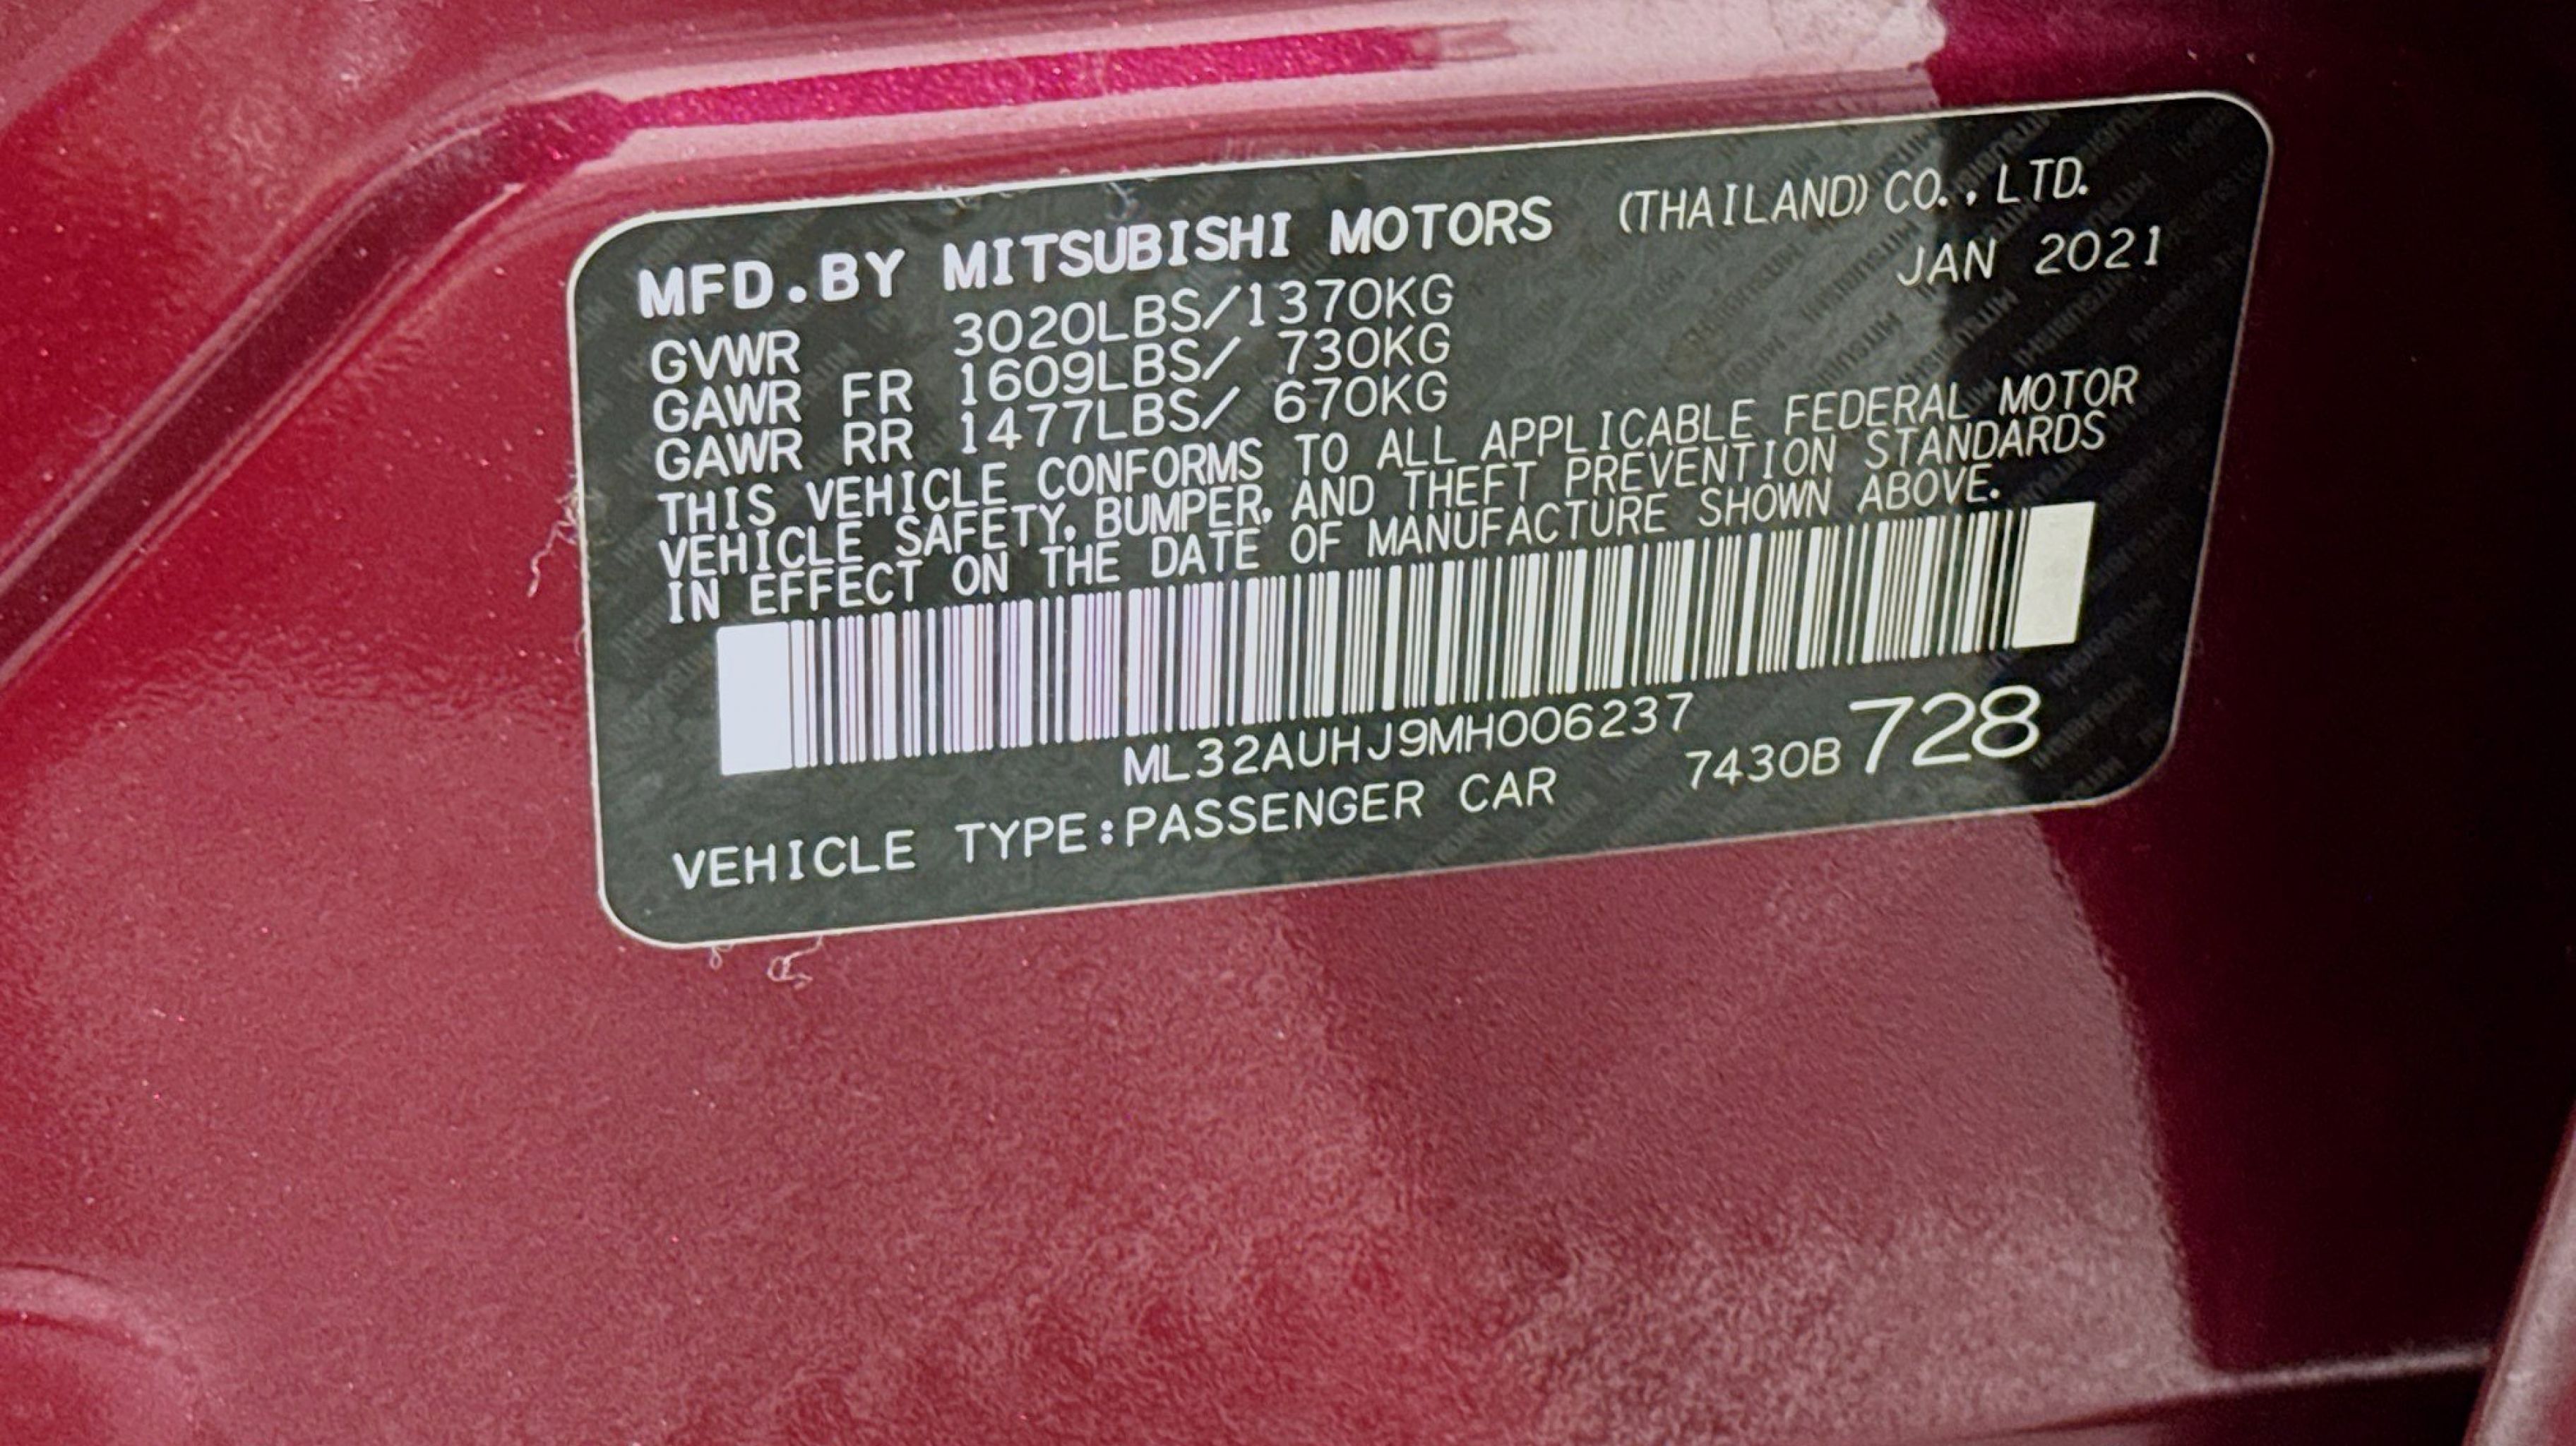 MFD.BY MITSUBISHI MOTORS (THAILAND) CO., LTD.
JAN 2021
GVWR 3020LBS/1370KG
GAWR FR 1609LBS/ 730KG
GAWR RR 1477LBS/ 670KG
THIS VEHICLE CONFORMS TO ALL APPLICABLE FEDERAL MOTOR
VEHICLE SAFETY, BUMPER, AND THEFT PREVENTION STANDARDS
IN EFFECT ON THE DATE OF MANUFACTURE SHOWN ABOVE.
ML32AUHJ9MH006237
7430B 728
VEHICLE TYPE:PASSENGER CAR